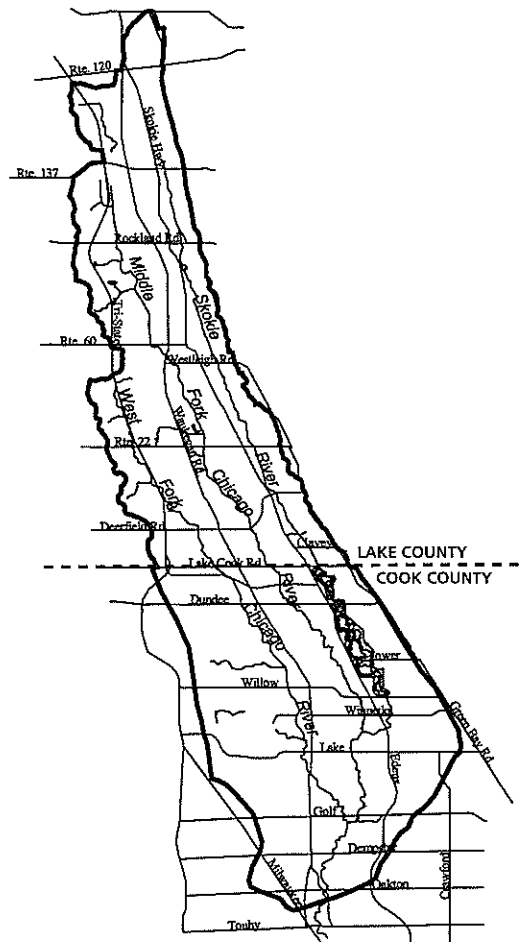 Rte. 120
Skokie Hwy
Rte. 137
Rockland Rd
Middle
Skokie
Tri-State
Rte. 60
Westleigh Rd
West
Fork
Waukegan Rd
Rte. 22
Chicago
River
Fork
Deerfield Rd
Clavey
LAKE COUNTY
Lake Cook Rd
COOK COUNTY
River
Dundee
Chicago
Tower
Willow
Winnetka
Green Bay Rd
River
Lake
Edens
Golf
Dempster
Milwaukee
Oakton
Crawford
Touhy